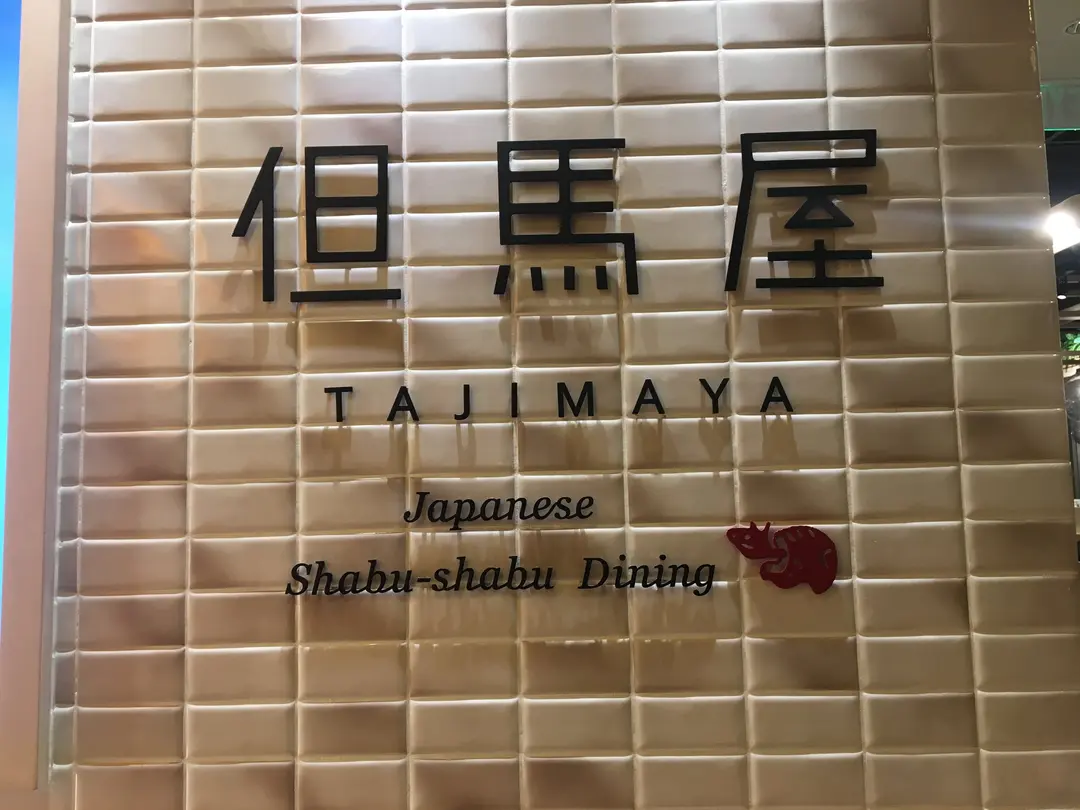 但馬屋
TAJIMAYA
Japanese
Shabu-shabu Dining